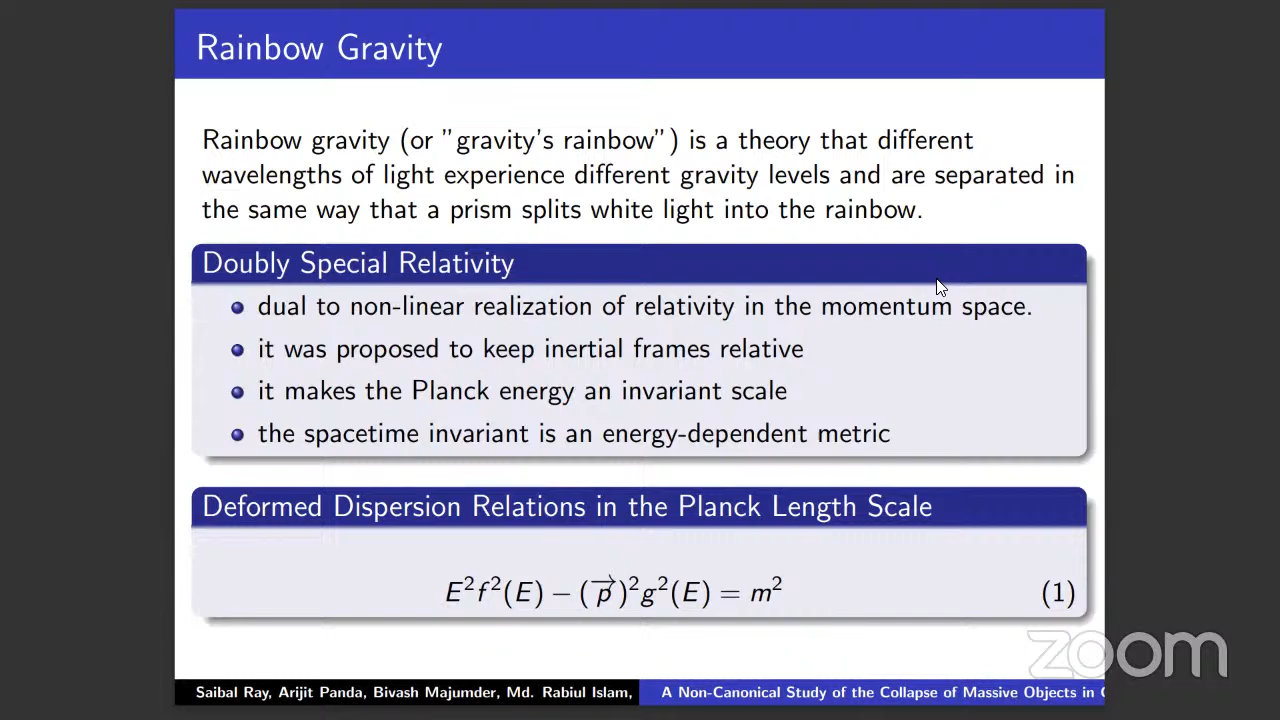 Rainbow Gravity
Rainbow gravity (or ”gravity's rainbow”) is a theory that different
wavelengths of light experience different gravity levels and are separated in
the same way that a prism splits white light into the rainbow.
Doubly Special Relativity
dual to non-linear realization of relativity in the momentum space.
it was proposed to keep inertial frames relative
it makes the Planck energy an invariant scale
the spacetime invariant is an energy-dependent metric
Deformed Dispersion Relations in the Planck Length Scale
E²f²(E) − (p⃗)²g²(E) = m² (1)
zoom
Saibal Ray, Arijit Panda, Bivash Majumder, Md. Rabiul Islam, A Non-Canonical Study of the Collapse of Massive Objects in